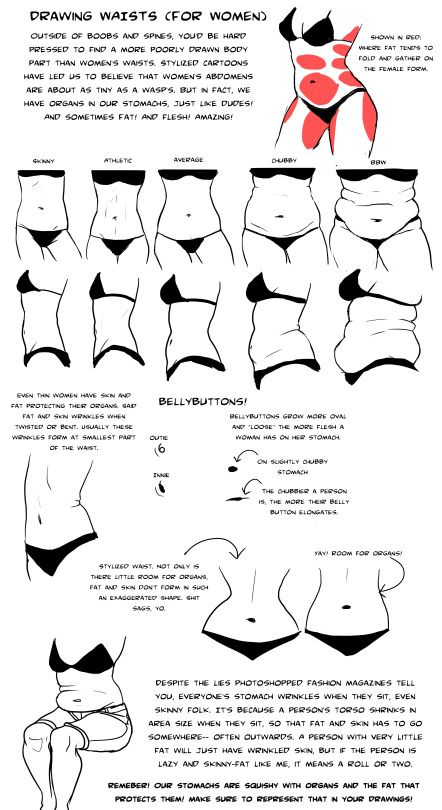 DRAWING WAISTS (FOR WOMEN)
OUTSIDE OF BOOBS AND SPINES, YOU'D BE HARD
PRESSED TO FIND A MORE POORLY DRAWN BODY
PART THAN WOMEN'S WAISTS. STYLIZED CARTOONS
HAVE LED US TO BELIEVE THAT WOMEN'S ABDOMENS
ARE ABOUT AS TINY AS A WASP'S. BUT IN FACT, WE
HAVE ORGANS IN OUR STOMACHS, JUST LIKE DUDES!
AND SOMETIMES FAT! AND FLESH! AMAZING!
SHOWN IN RED:
WHERE FAT TENDS TO
FOLD AND GATHER ON
THE FEMALE FORM.
SKINNY
ATHLETIC
AVERAGE
CHUBBY
BBW
EVEN THIN WOMEN HAVE SKIN AND
FAT PROTECTING THEIR ORGANS. SAID
FAT AND SKIN WRINKLES WHEN
TWISTED OR BENT. USUALLY THESE
WRINKLES FORM AT SMALLEST PART
OF THE WAIST.
BELLYBUTTONS!
OUTIE
INNIE
BELLYBUTTONS GROW MORE OVAL
AND "LOOSE" THE MORE FLESH A
WOMAN HAS ON HER STOMACH.
ON SLIGHTLY CHUBBY
STOMACH
THE CHUBBER A PERSON
IS, THE MORE THEIR BELLY
BUTTON ELONGATES.
STYLIZED WAIST. NOT ONLY IS
THERE LITTLE ROOM FOR ORGANS,
FAT AND SKIN DON'T FORM IN SUCH
AN EXAGGERATED SHAPE. SHIT
SAGS, YO.
YAY! ROOM FOR ORGANS!
DESPITE THE LIES PHOTOSHOPPED FASHION MAGAZINES TELL
YOU, EVERYONE'S STOMACH WRINKLES WHEN THEY SIT, EVEN
SKINNY FOLK. IT'S BECAUSE A PERSON'S TORSO SHRINKS IN
AREA SIZE WHEN THEY SIT, SO THAT FAT AND SKIN HAS TO GO
SOMEWHERE-- OFTEN OUTWARDS. A PERSON WITH VERY LITTLE
FAT WILL JUST HAVE WRINKLED SKIN, BUT IF THE PERSON IS
LAZY AND SKINNY-FAT LIKE ME, IT MEANS A ROLL OR TWO.
REMEBER! OUR STOMACHS ARE SQUISHY WITH ORGANS AND THE FAT THAT
PROTECTS THEM! MAKE SURE TO REPRESENT THAT IN YOUR DRAWINGS!